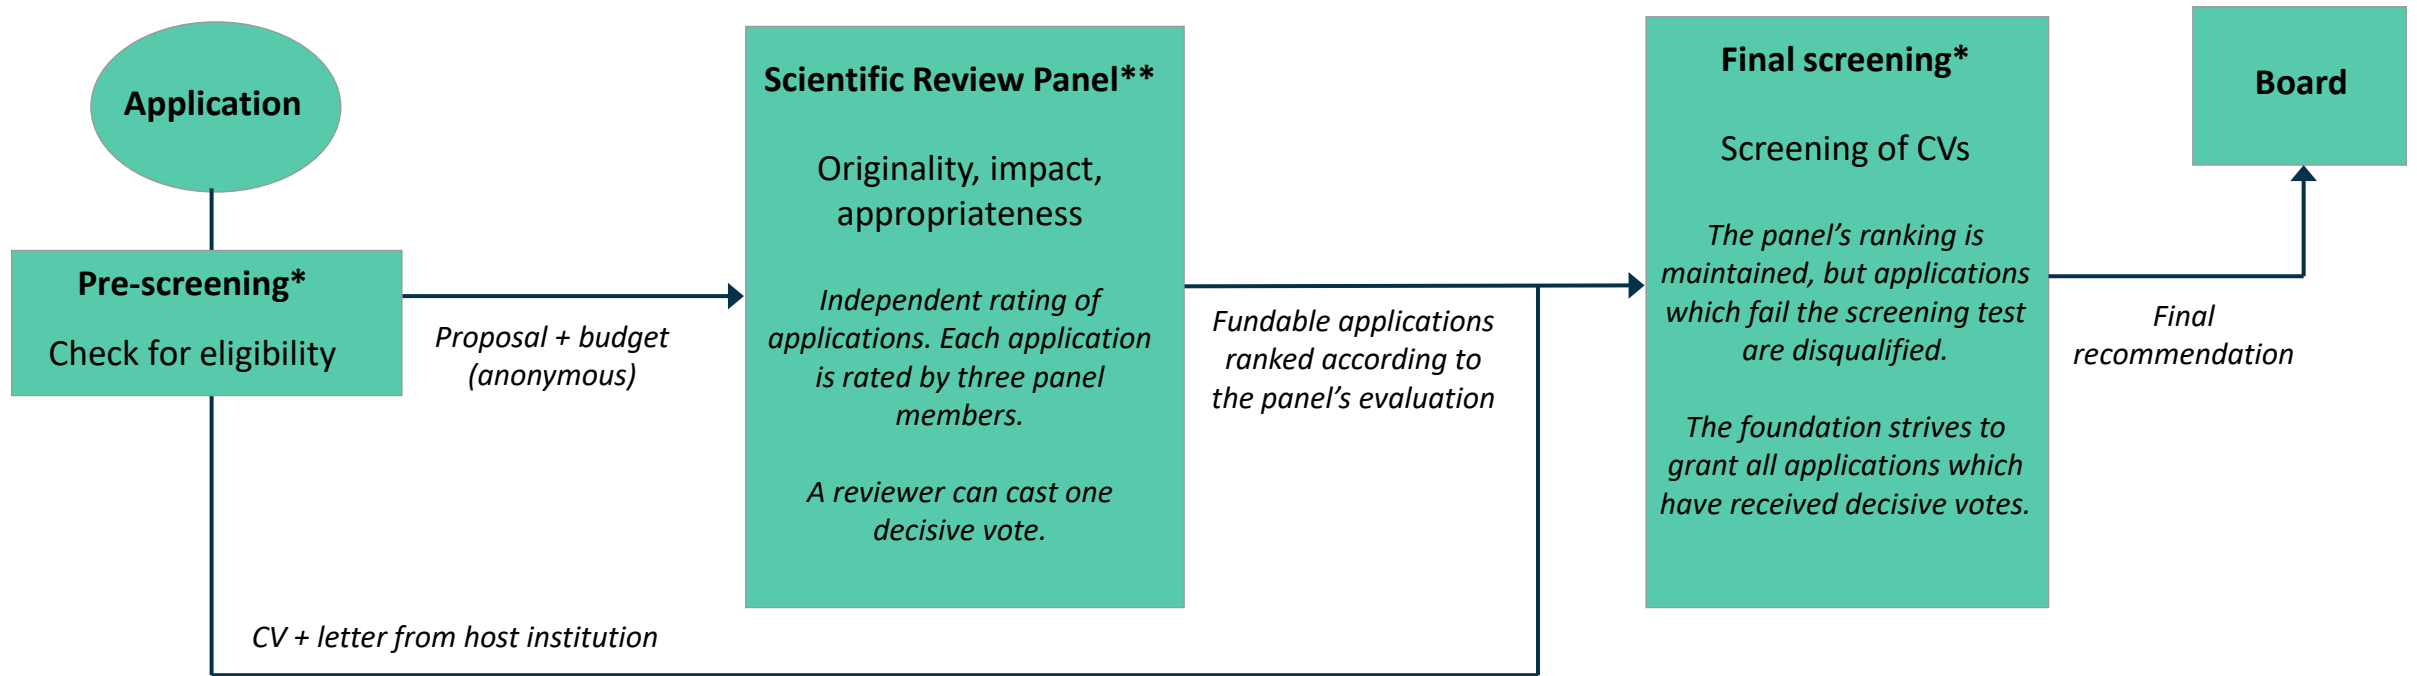 Application
Pre-screening*
Check for eligibility
Proposal + budget
(anonymous)
CV + letter from host institution
Scientific Review Panel**
Originality, impact,
appropriateness
Independent rating of
applications. Each application
is rated by three panel
members.
A reviewer can cast one
decisive vote.
Fundable applications
ranked according to
the panel’s evaluation
Final screening*
Screening of CVs
The panel’s ranking is
maintained, but applications
which fail the screening test
are disqualified.
The foundation strives to
grant all applications which
have received decisive votes.
Final
recommendation
Board